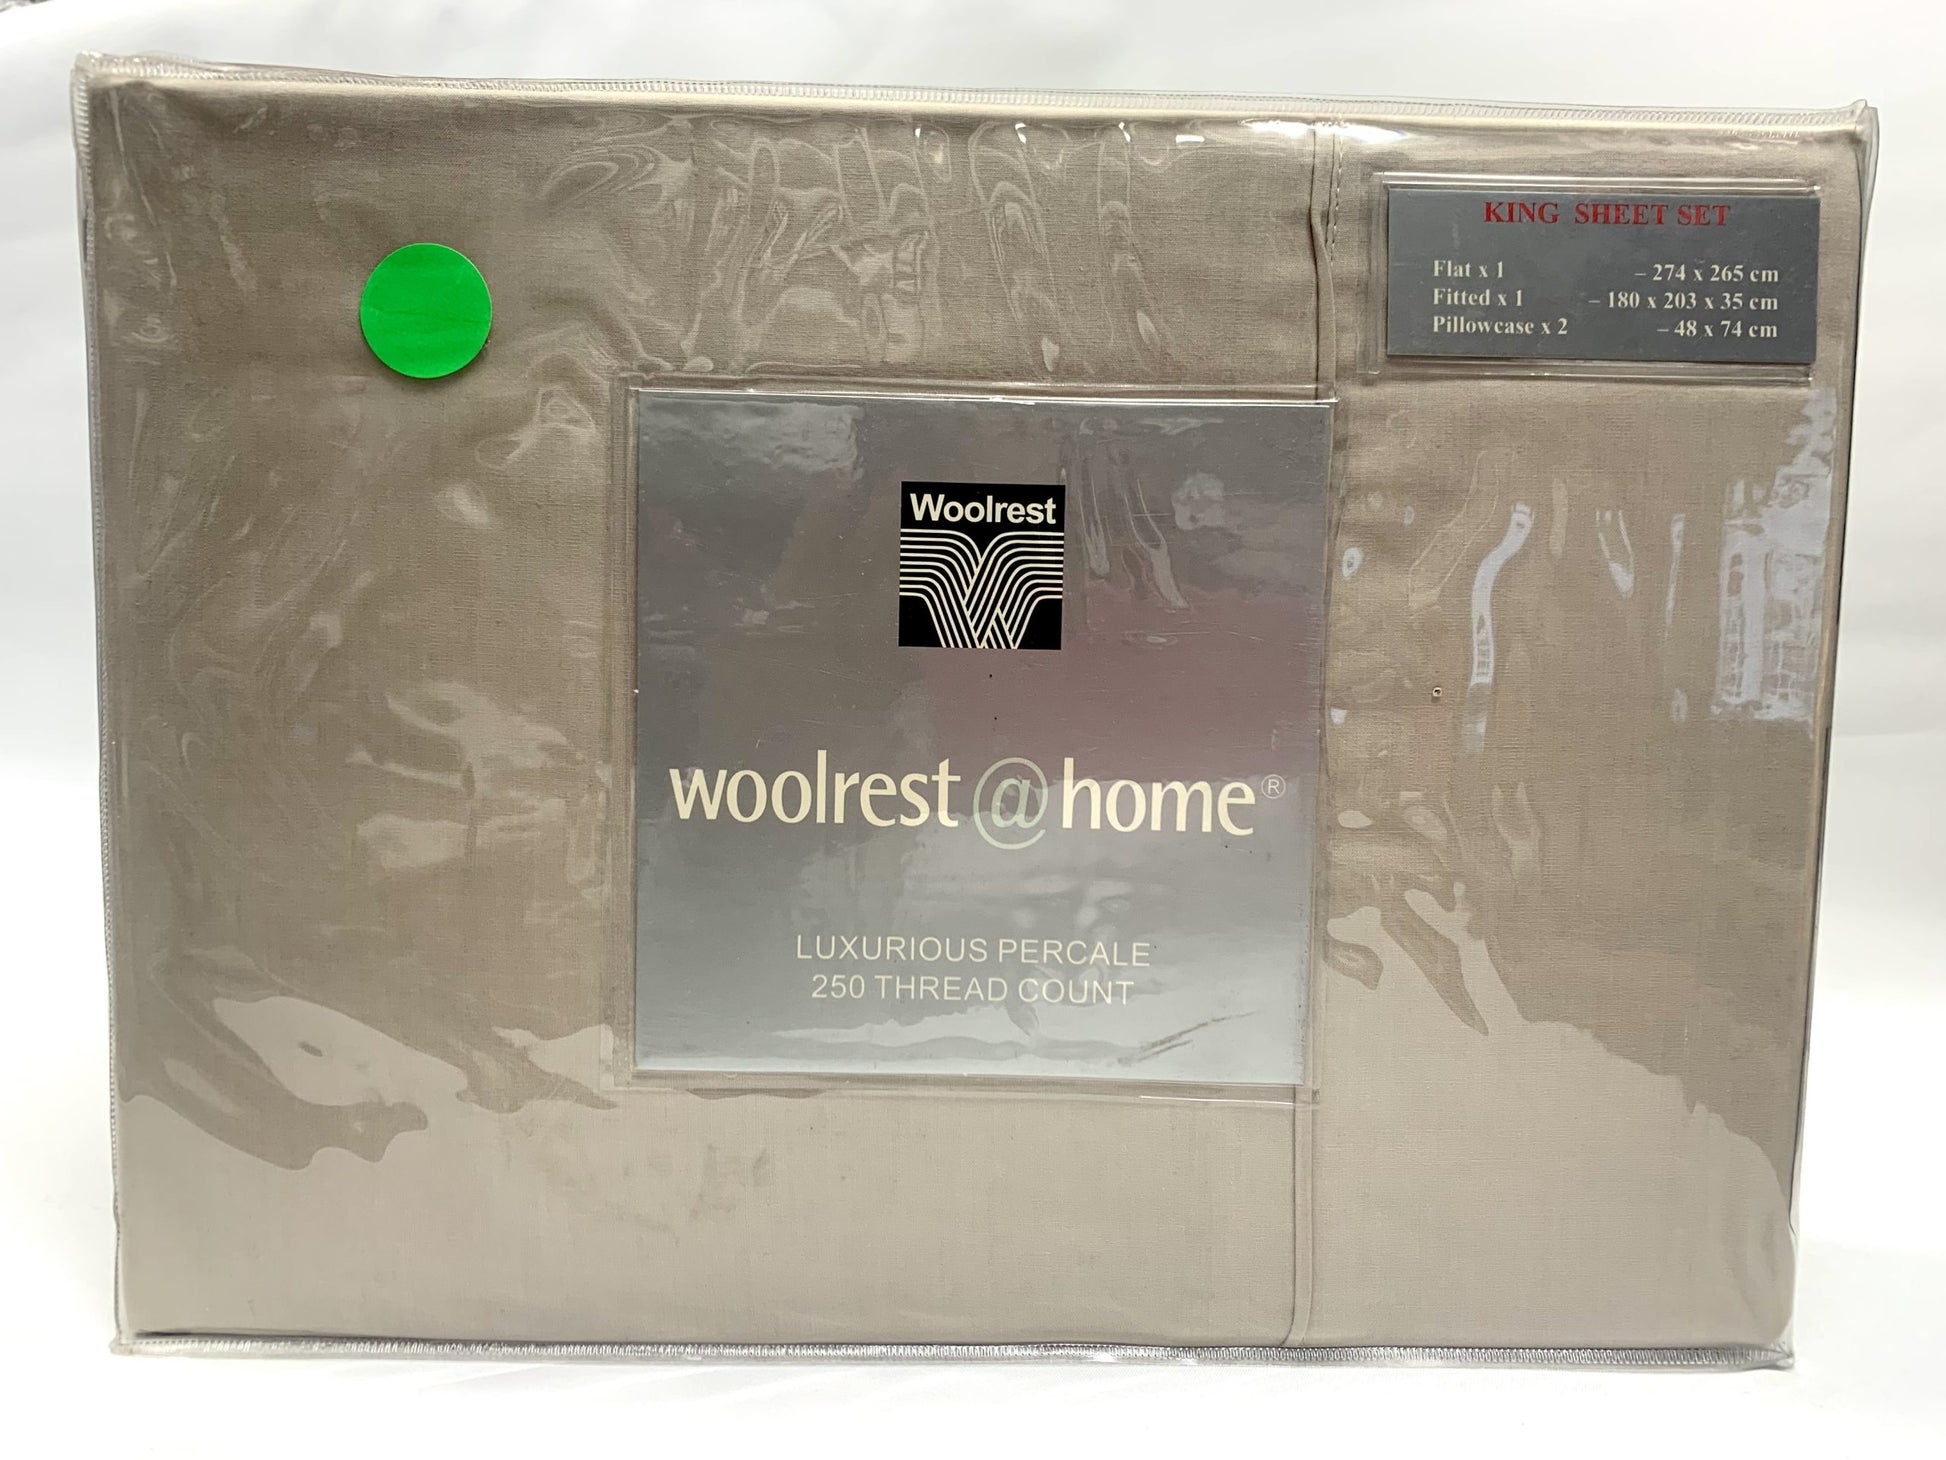 KING SHEET SET
Flat x 1 – 274 x 265 cm
Fitted x 1 – 180 x 203 x 35 cm
Pillowcase x 2 – 48 x 74 cm
Woolrest
woolrest @ home ®
LUXURIOUS PERCALE
250 THREAD COUNT